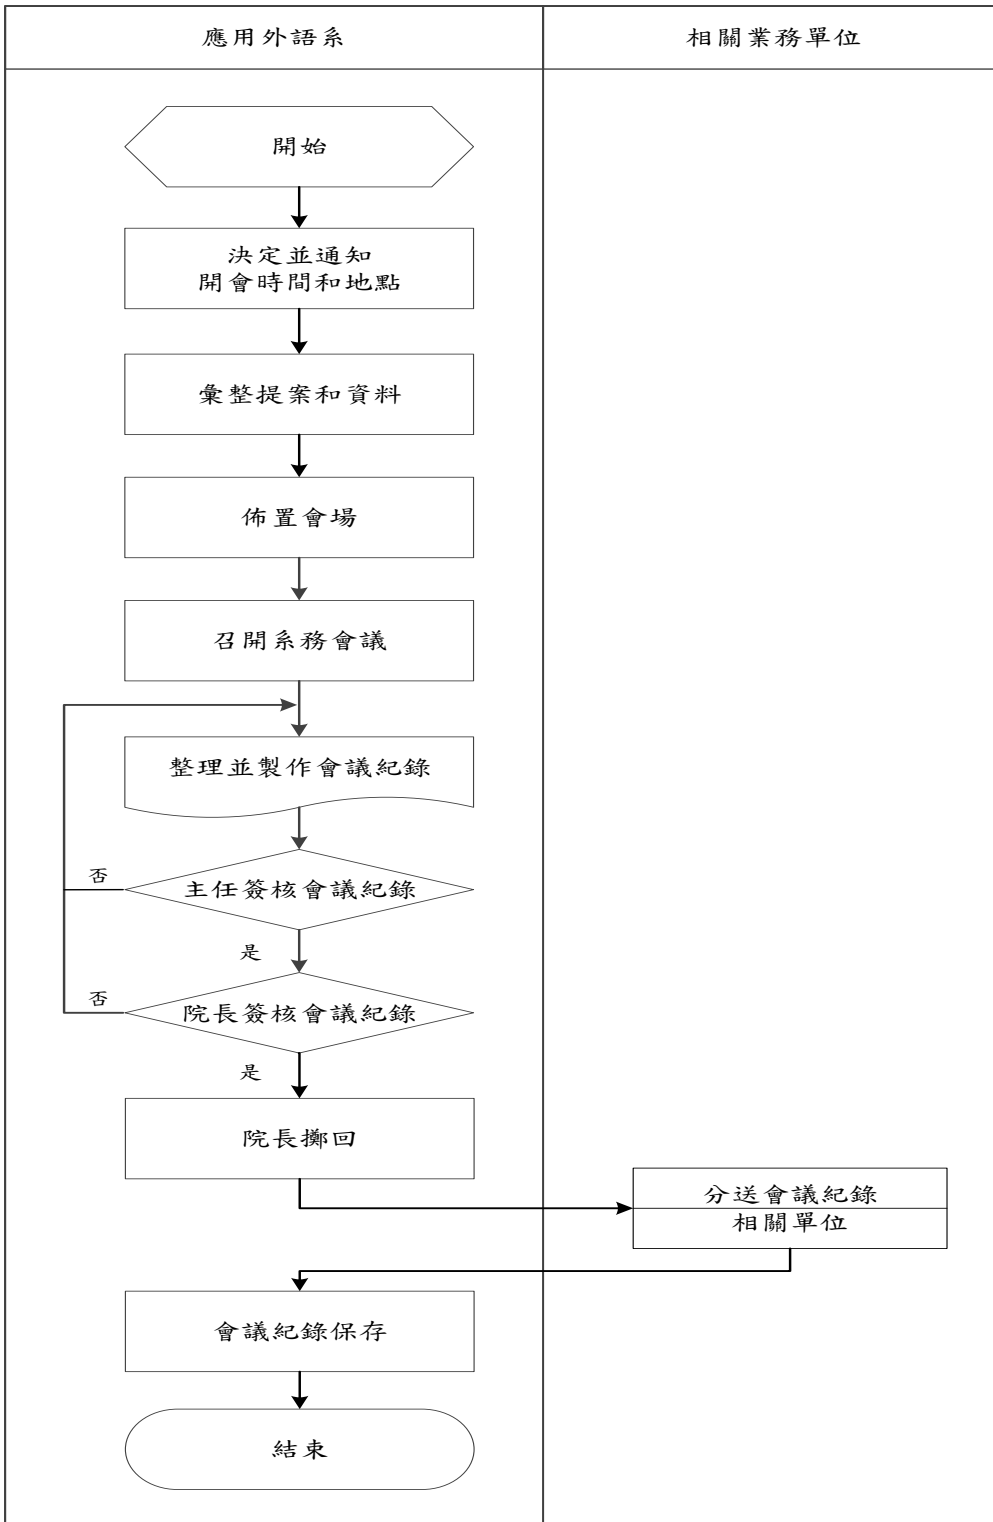 應用外語系
相關業務單位
開始
決定並通知
開會時間和地點
彙整提案和資料
佈置會場
召開系務會議
整理並製作會議紀錄
否
主任簽核會議紀錄
是
否
院長簽核會議紀錄
是
院長擲回
分送會議紀錄
相關單位
會議紀錄保存
結束